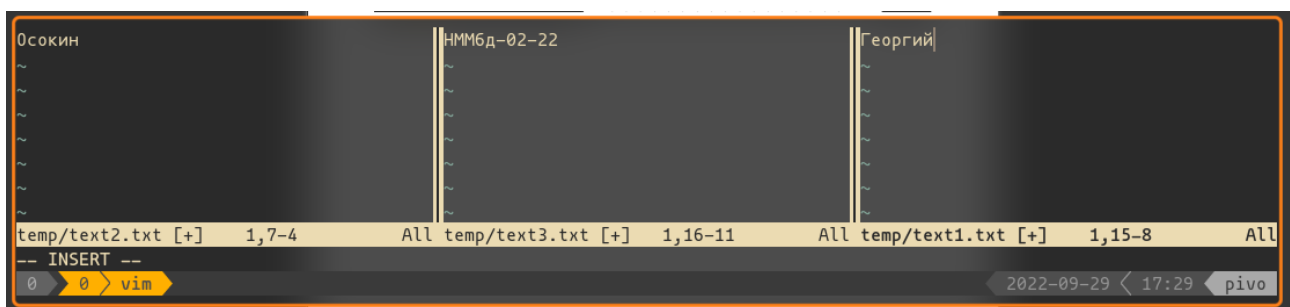 Осокин
НММбд-02-22
Георгий
~ ~ ~
~ ~ ~
~ ~ ~
~ ~ ~
~ ~ ~
~ ~ ~
~ ~ ~
temp/text2.txt [+] 1,7-4 All temp/text3.txt [+] 1,16-11 All temp/text1.txt [+] 1,15-8 All
-- INSERT --
0 0 vim 2022-09-29 17:29 pivo